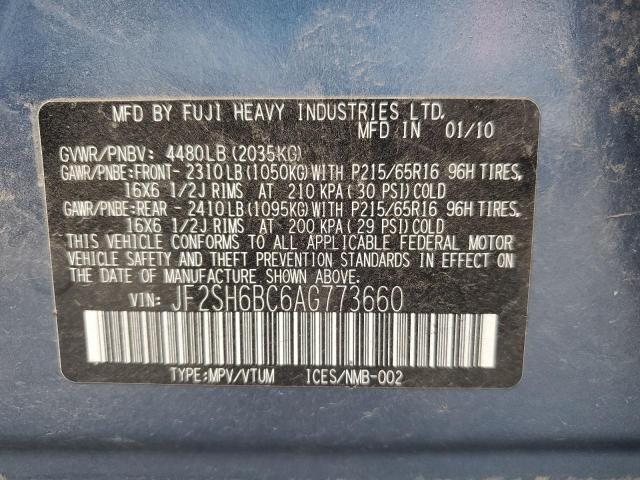 MFD BY FUJI HEAVY INDUSTRIES LTD.
MFD IN 01/10
GVWR/PNBV: 4480LB (2035KG)
GAWR/PNBE:FRONT- 2310LB (1050KG) WITH P215/65R16 96H TIRES,
16X6 1/2J RIMS AT 210 KPA (30 PSI) COLD
GAWR/PNBE:REAR - 2410LB (1095KG) WITH P215/65R16 96H TIRES,
16X6 1/2J RIMS AT 200 KPA (29 PSI) COLD
THIS VEHICLE CONFORMS TO ALL APPLICABLE FEDERAL MOTOR
VEHICLE SAFETY AND THEFT PREVENTION STANDARDS IN EFFECT ON
THE DATE OF MANUFACTURE SHOWN ABOVE.
VIN: JF2SH6BC6AG773660
TYPE:MPV/VTUM ICES/NMB-002